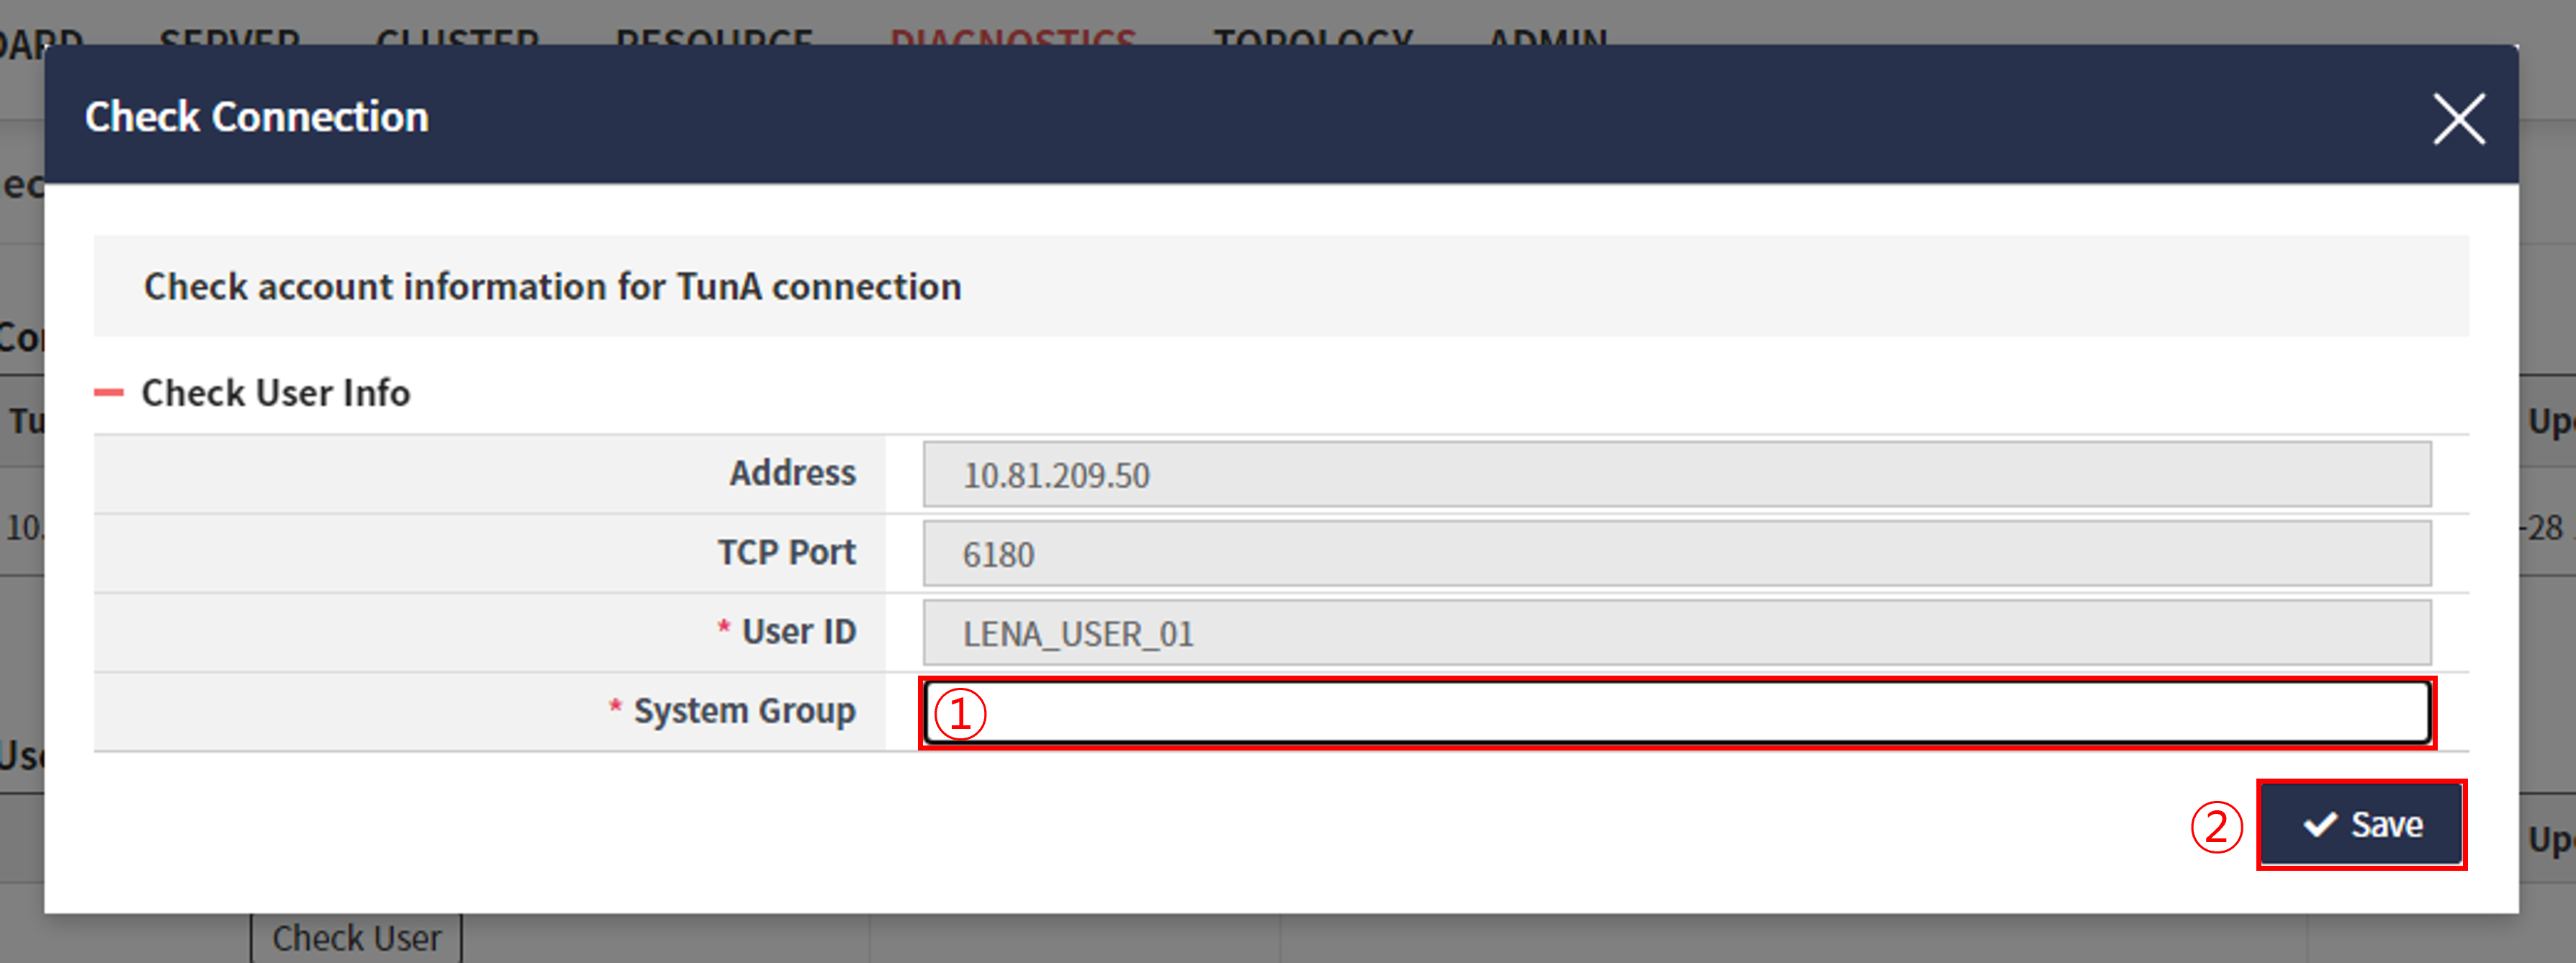 SERVER CLUSTER RESOURCE DIAGNOSTICS TOPOLOGY ADMIN
Check Connection
Check account information for TunA connection
Check User Info
Address 10.81.209.50
TCP Port 6180
* User ID LENA_USER_01
* System Group ①
② Save
Check User